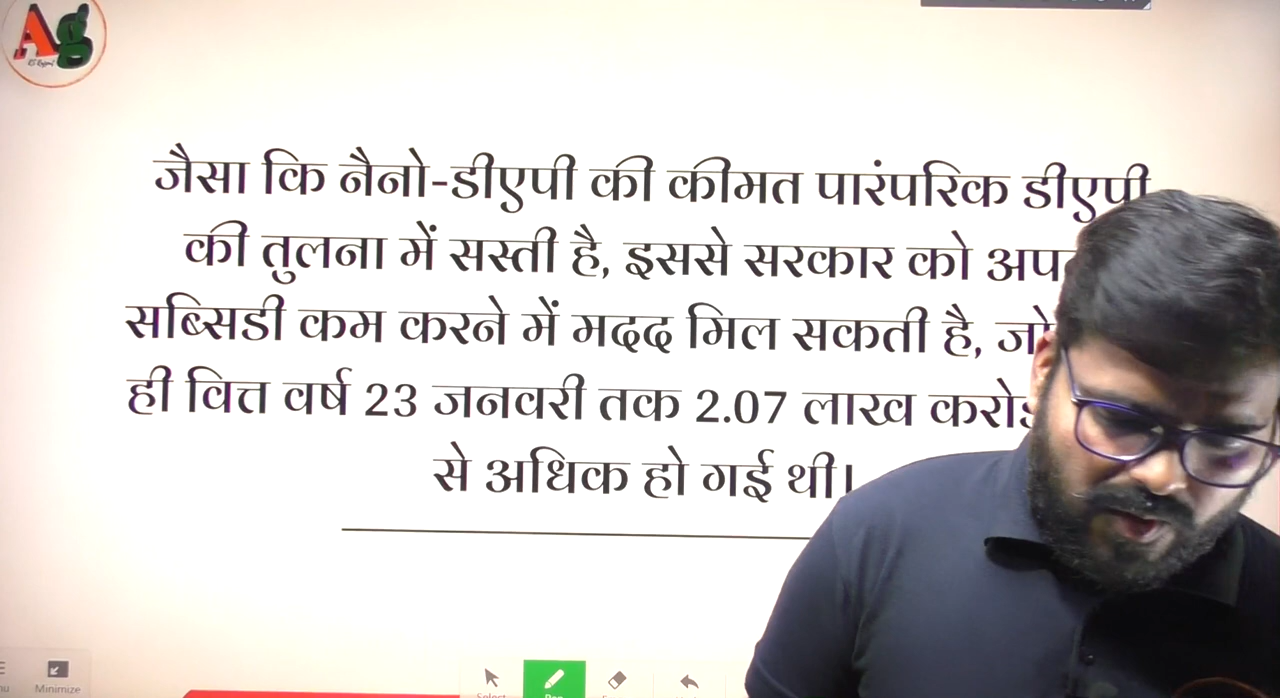 Ag
जैसा कि नैनो-डीएपी की कीमत पारंपरिक डीएपी
की तुलना में सस्ती है, इससे सरकार को
सब्सिडी कम करने में मदद मिल सकती है, जो
ही वित्त वर्ष 23 जनवरी तक 2.07 लाख
से अधिक हो गई थी।
Minimize